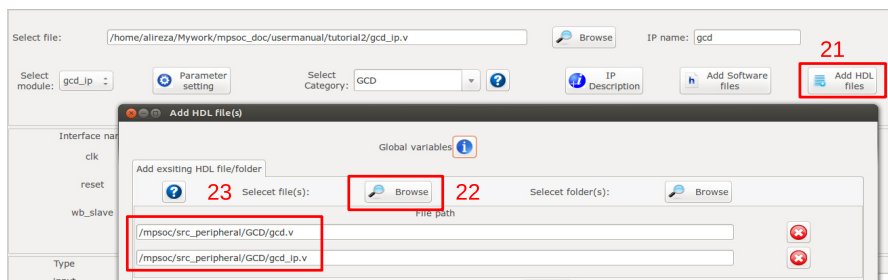 Select file:
/home/alireza/Mywork/mpsoc_doc/usermanual/tutorial2/gcd_ip.v
Browse
IP name:
gcd
21
Select module:
gcd_ip
Parameter setting
Select Category:
GCD
?
IP Description
h
Add Software files
Add HDL files
Add HDL file(s)
Interface nam
Global variables
i
clk
Add exsiting HDL file/folder
reset
?
23
Selecet file(s):
Browse
22
Selecet folder(s):
Browse
wb_slave
File path
/mpsoc/src_peripheral/GCD/gcd.v
/mpsoc/src_peripheral/GCD/gcd_ip.v
Type